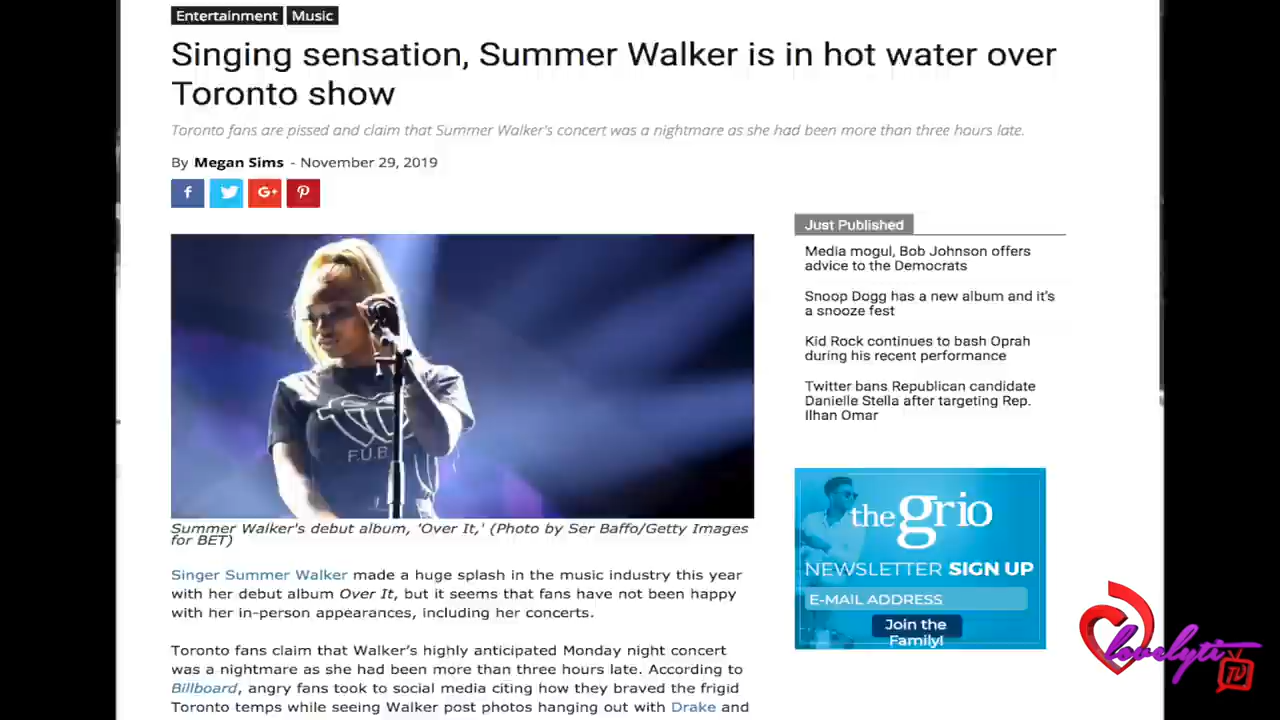 Entertainment Music
Singing sensation, Summer Walker is in hot water over
Toronto show
Toronto fans are pissed and claim that Summer Walker's concert was a nightmare as she had been more than three hours late.
By Megan Sims - November 29, 2019
f G+
Just Published
Media mogul, Bob Johnson offers
advice to the Democrats
Snoop Dogg has a new album and it's
a snooze fest
Kid Rock continues to bash Oprah
during his recent performance
Twitter bans Republican candidate
Danielle Stella after targeting Rep.
Ilhan Omar
F.U.B.
Summer Walker's debut album, 'Over It,' (Photo by Ser Baffo/Getty Images
for BET)
Singer Summer Walker made a huge splash in the music industry this year
with her debut album Over It, but it seems that fans have not been happy
with her in-person appearances, including her concerts.
Toronto fans claim that Walker's highly anticipated Monday night concert
was a nightmare as she had been more than three hours late. According to
Billboard, angry fans took to social media citing how they braved the frigid
Toronto temps while seeing Walker post photos hanging out with Drake and
the grio
NEWSLETTER SIGN UP
E-MAIL ADDRESS
Join the
Family!
lovelyti
TV